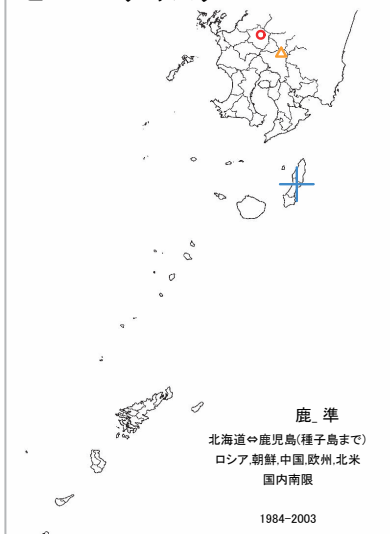 鹿_準
北海道⇔鹿児島(種子島まで)
ロシア,朝鮮,中国,欧州,北米
国内南限
1984-2003